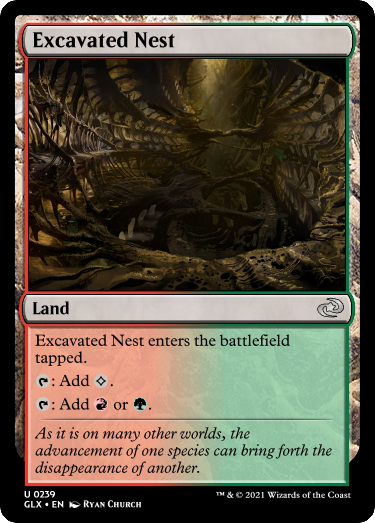 Excavated Nest
Land
Excavated Nest enters the battlefield
tapped.
: Add .
: Add or .
As it is on many other worlds, the
advancement of one species can bring forth the
disappearance of another.
U 0239
GLX • EN Ryan Church
™ & © 2021 Wizards of the Coast